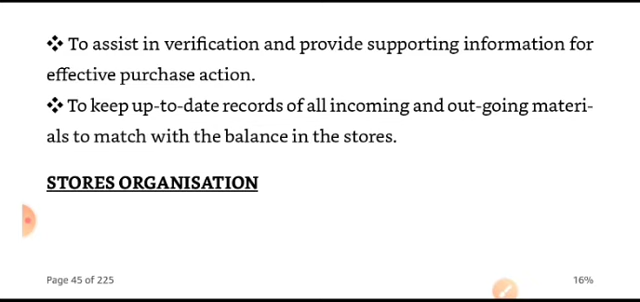 ❖ To assist in verification and provide supporting information for
effective purchase action.
❖ To keep up-to-date records of all incoming and out-going materi-
als to match with the balance in the stores.
STORES ORGANISATION
Page 45 of 225
16%